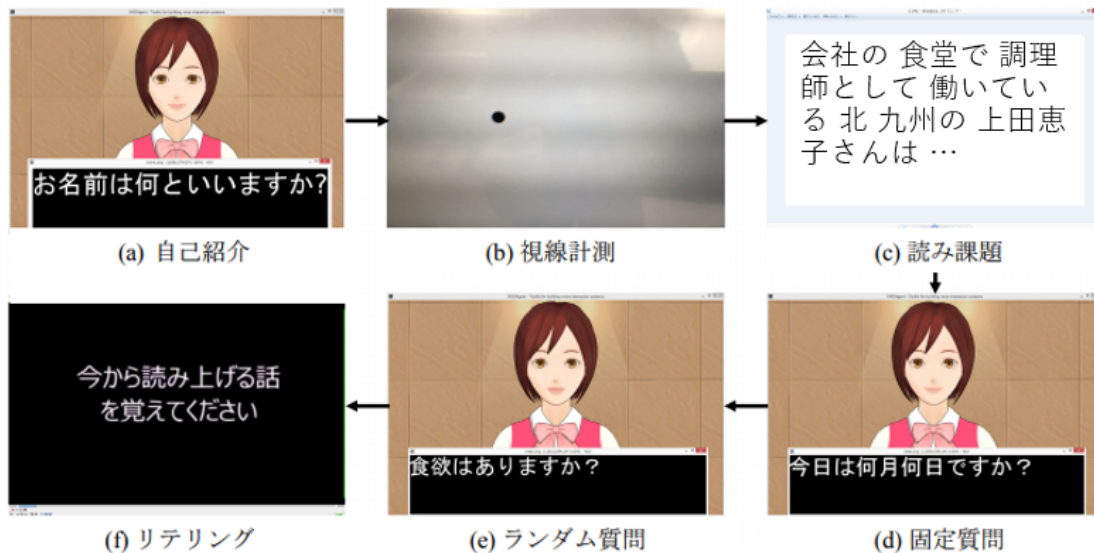 お名前は何といいますか?
(a) 自己紹介
(b) 視線計測
会社の 食堂で 調理
師として 働いてい
る 北 九州の 上田恵
子さんは …
(c) 読み課題
今から読み上げる話
を覚えてください
(f) リテリング
食欲はありますか？
(e) ランダム質問
今日は何月何日ですか？
(d) 固定質問